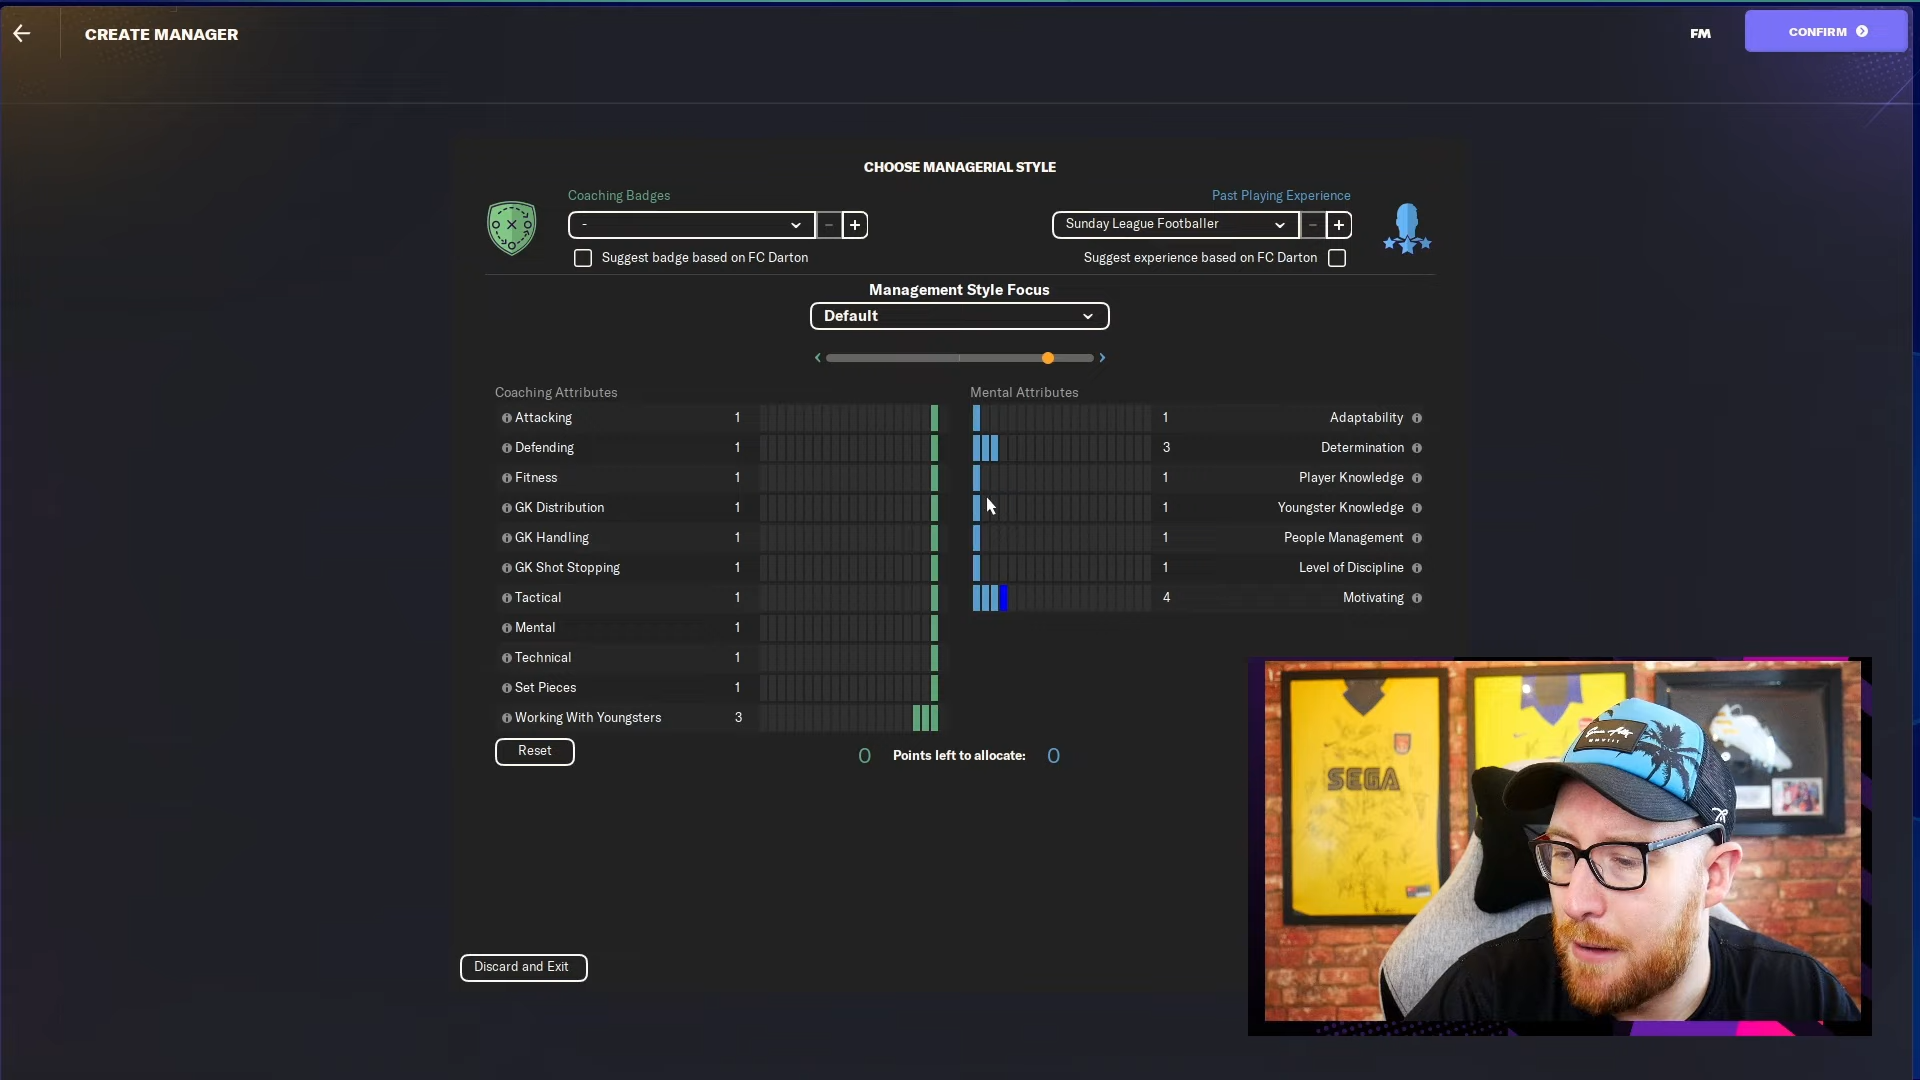 CREATE MANAGER
FM
CONFIRM
CHOOSE MANAGERIAL STYLE
Coaching Badges
Past Playing Experience
-
Sunday League Footballer
Suggest badge based on FC Darton
Suggest experience based on FC Darton
Management Style Focus
Default
Coaching Attributes
Mental Attributes
Attacking 1
1 Adaptability
Defending 1
3 Determination
Fitness 1
1 Player Knowledge
GK Distribution 1
1 Youngster Knowledge
GK Handling 1
1 People Management
GK Shot Stopping 1
1 Level of Discipline
Tactical 1
4 Motivating
Mental 1
Technical 1
Set Pieces 1
Working With Youngsters 3
Reset
0 Points left to allocate: 0
Discard and Exit
SEGA